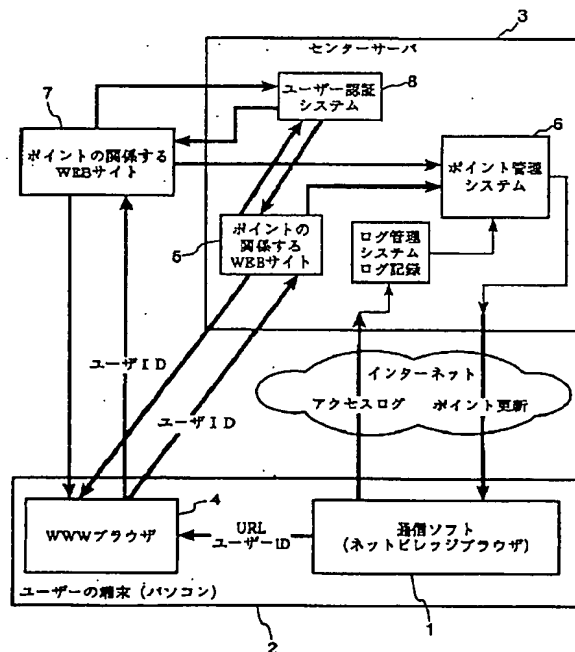 3
センターサーバ
7
ユーザー認証
システム
8
6
ポイントの関係する
WEBサイト
ポイント管理
システム
5
ポイントの
関係する
WEBサイト
ログ管理
システム
ログ記録
ユーザID
ユーザID
インターネット
アクセスログ
ポイント更新
4
WWWブラウザ
URL
ユーザーID
通信ソフト
(ネットビレッジブラウザ)
ユーザーの端末(パソコン)
1
2